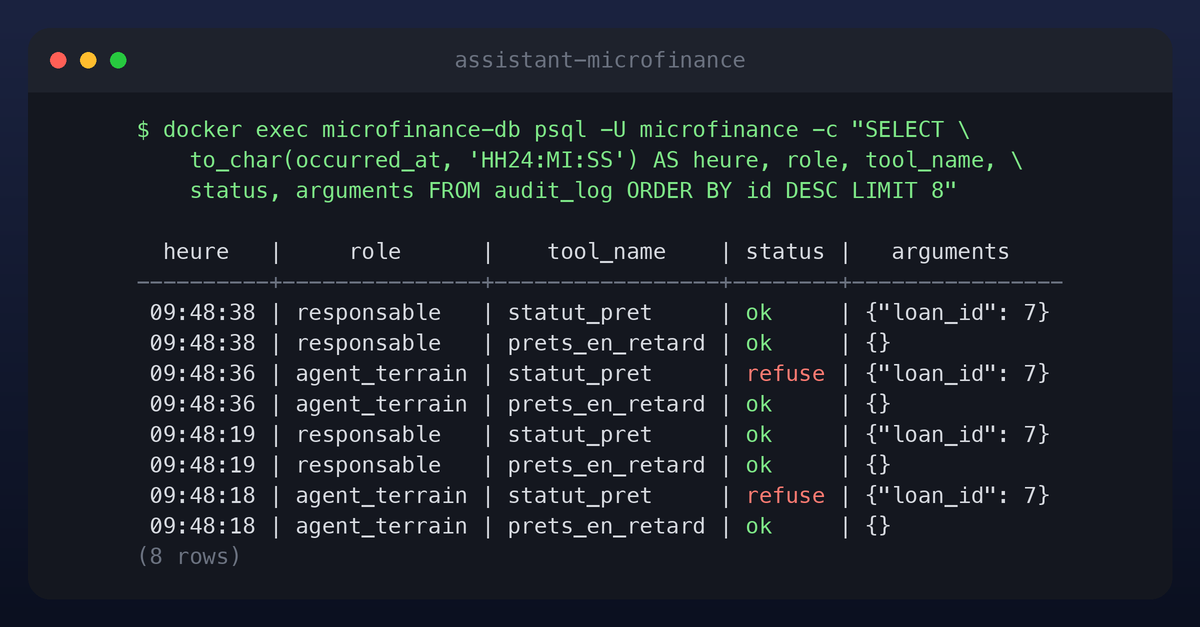 assistant-microfinance
$ docker exec microfinance-db psql -U microfinance -c "SELECT \
to_char(occurred_at, 'HH24:MI:SS') AS heure, role, tool_name, \
status, arguments FROM audit_log ORDER BY id DESC LIMIT 8"
heure | role | tool_name | status | arguments
----------+---------------+-----------------+--------+----------------
09:48:38 | responsable | statut_pret | ok | {"loan_id": 7}
09:48:38 | responsable | prets_en_retard | ok | {}
09:48:36 | agent_terrain | statut_pret | refuse | {"loan_id": 7}
09:48:36 | agent_terrain | prets_en_retard | ok | {}
09:48:19 | responsable | statut_pret | ok | {"loan_id": 7}
09:48:19 | responsable | prets_en_retard | ok | {}
09:48:18 | agent_terrain | statut_pret | refuse | {"loan_id": 7}
09:48:18 | agent_terrain | prets_en_retard | ok | {}
(8 rows)